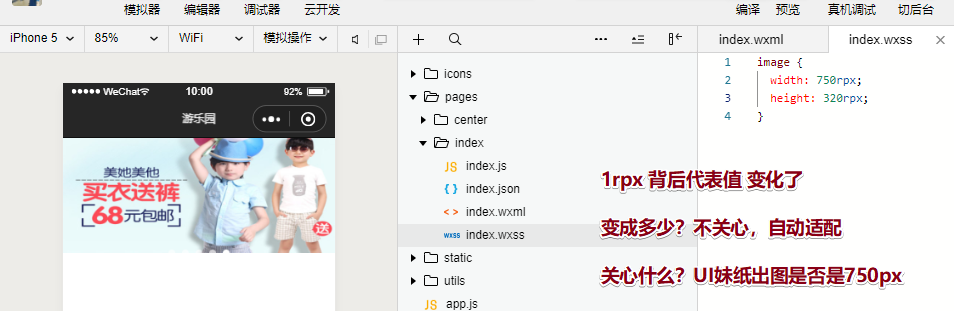 模拟器 编辑器 调试器 云开发 编译 预览 真机调试 切后台
iPhone 5 85% WiFi 模拟操作 index.wxml index.wxss
WeChat 10:00 92%
游乐园
美她美他
买衣送裤
68元包邮
送
icons
pages
center
index
index.js
index.json
index.wxml
index.wxss
static
utils
app.js
1 image {
2 width: 750rpx;
3 height: 320rpx;
4 }
1rpx 背后代表值 变化了
变成多少？不关心，自动适配
关心什么？UI妹纸出图是否是750px